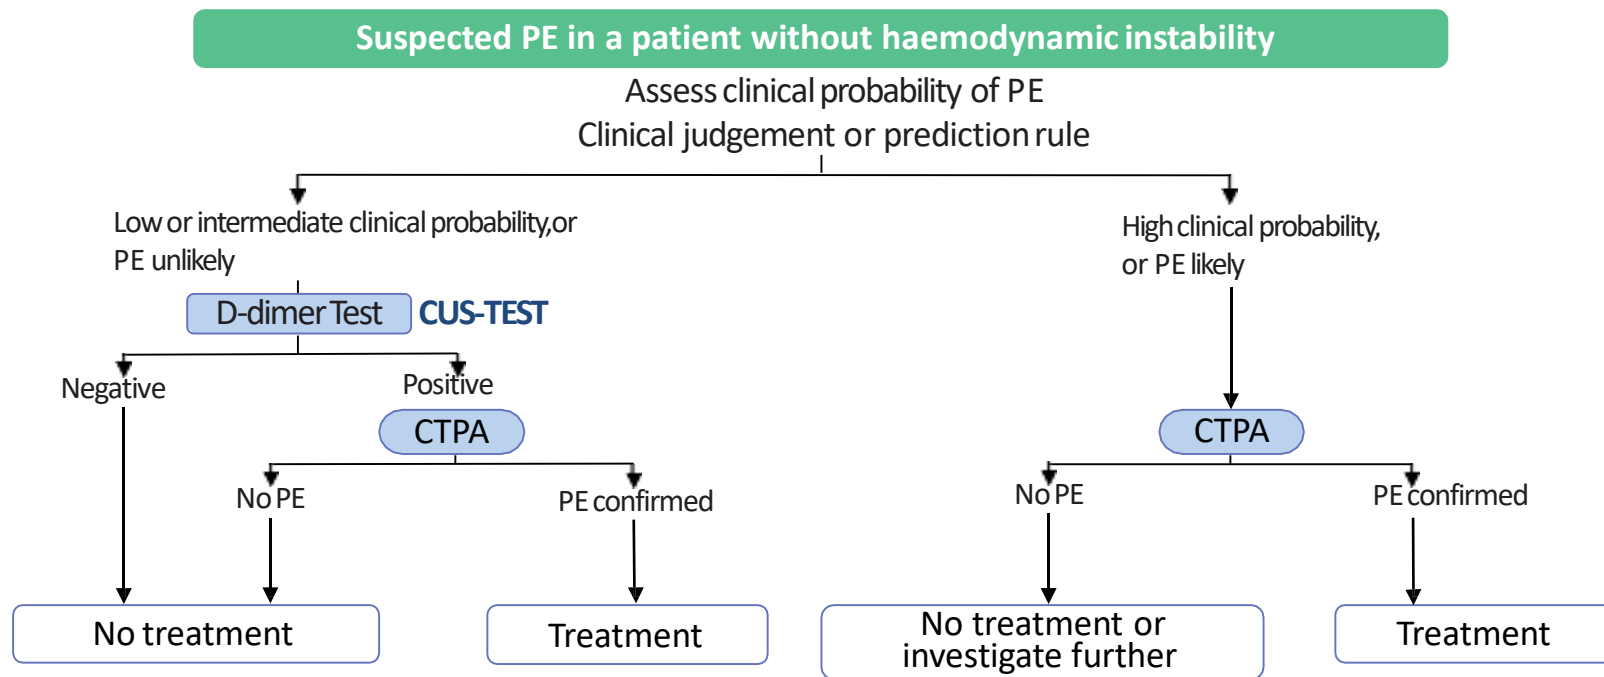 Suspected PE in a patient without haemodynamic instability
Assess clinical probability of PE
Clinical judgement or prediction rule
Low or intermediate clinical probability,or
PE unlikely
High clinical probability,
or PE likely
D-dimer Test CUS-TEST
Negative
Positive
CTPA
CTPA
No PE
PE confirmed
No PE
PE confirmed
No treatment
Treatment
No treatment or
investigate further
Treatment